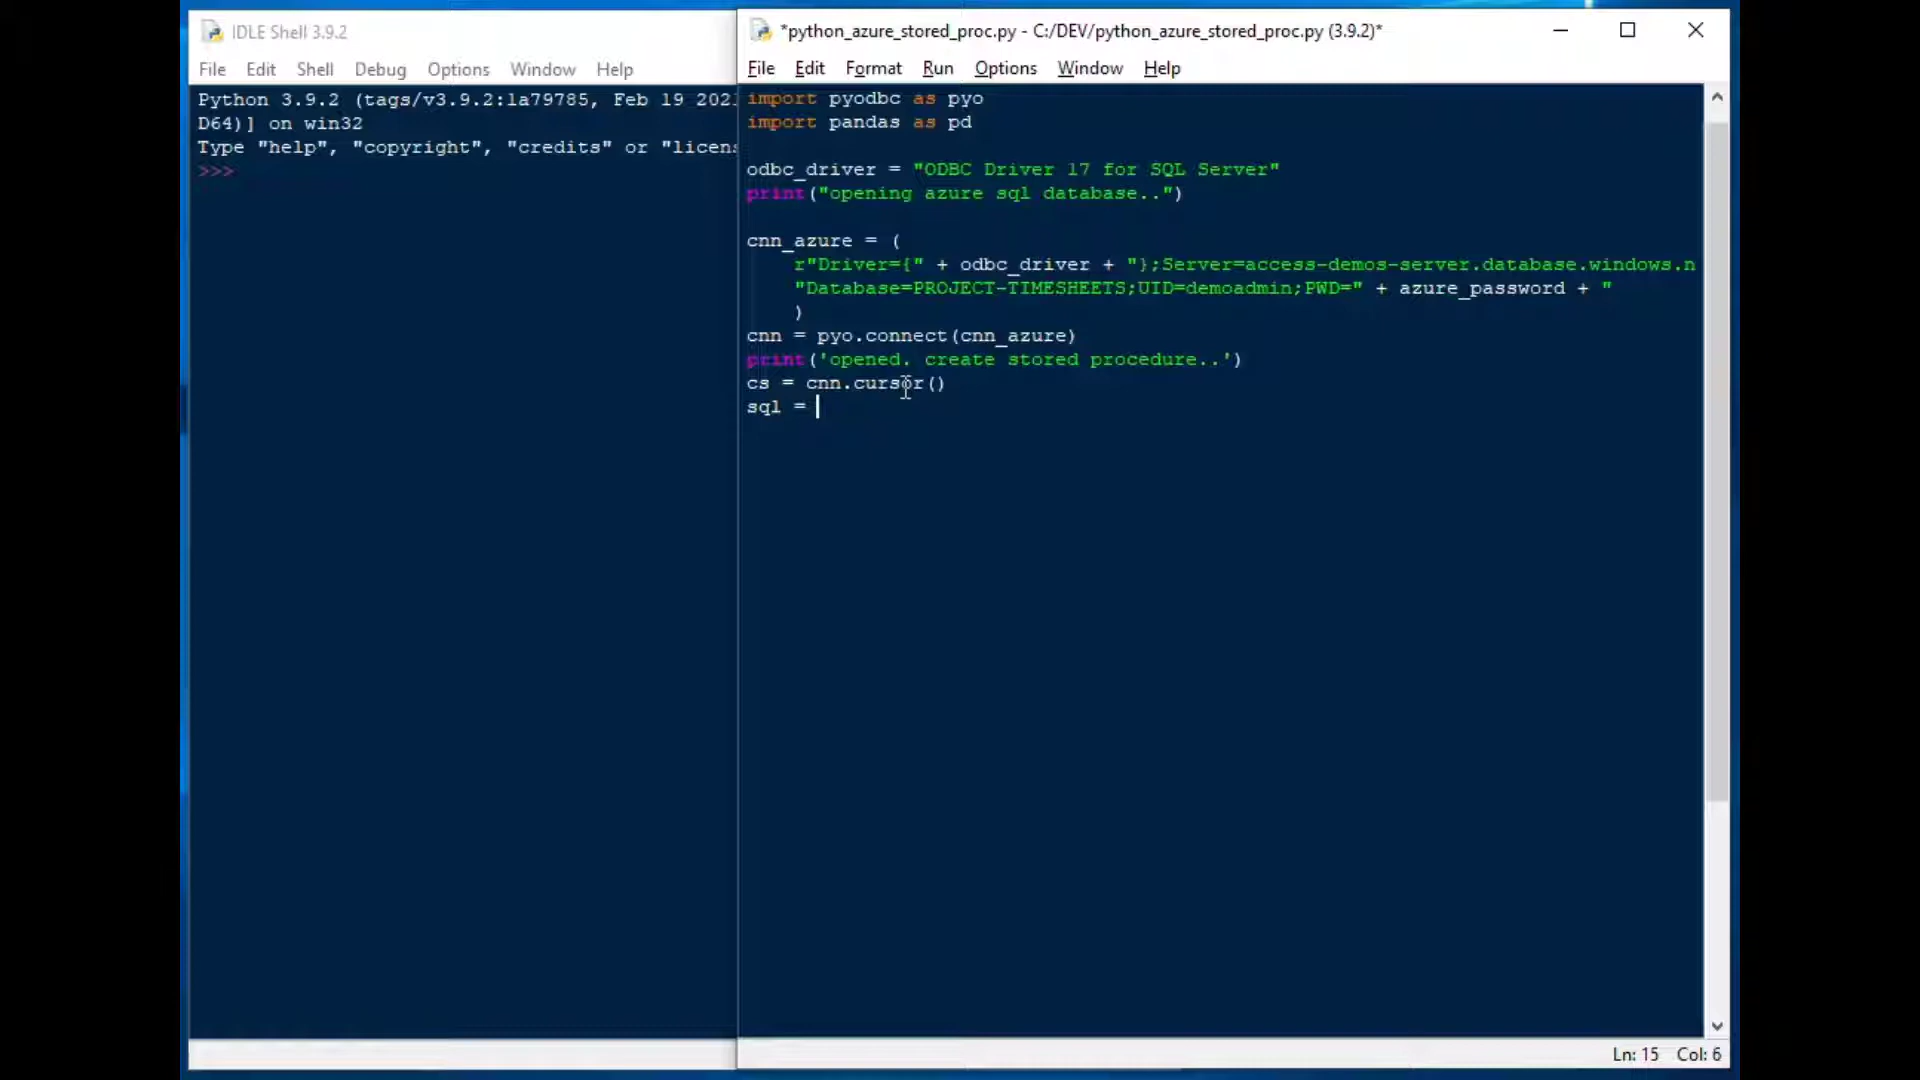 IDLE Shell 3.9.2
File Edit Shell Debug Options Window Help
Python 3.9.2 (tags/v3.9.2:1a79785, Feb 19 202
D64)] on win32
Type "help", "copyright", "credits" or "licens
>>>
*python_azure_stored_proc.py - C:/DEV/python_azure_stored_proc.py (3.9.2)*
File Edit Format Run Options Window Help
import pyodbc as pyo
import pandas as pd
odbc_driver = "ODBC Driver 17 for SQL Server"
print("opening azure sql database..")
cnn_azure = (
r"Driver={" + odbc_driver + "};Server=access-demos-server.database.windows.n
"Database=PROJECT-TIMESHEETS;UID=demoadmin;PWD=" + azure_password + "
)
cnn = pyo.connect(cnn_azure)
print('opened. create stored procedure..')
cs = cnn.cursor()
sql =
Ln: 15 Col: 6